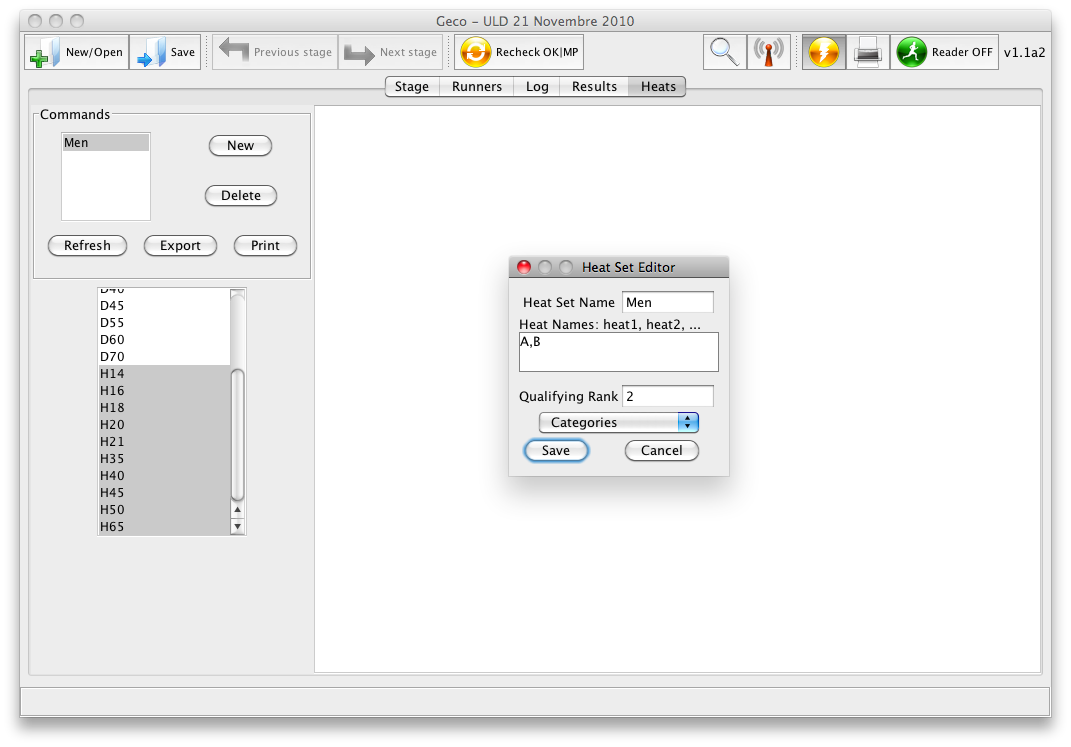 Geco - ULD 21 Novembre 2010
New/Open Save Previous stage Next stage Recheck OK|MP Reader OFF v1.1a2
Stage Runners Log Results Heats
Commands
Men
New
Delete
Refresh Export Print
D40
D45
D55
D60
D70
H14
H16
H18
H20
H21
H35
H40
H45
H50
H65
Heat Set Editor
Heat Set Name Men
Heat Names: heat1, heat2, ...
A,B
Qualifying Rank 2
Categories
Save Cancel